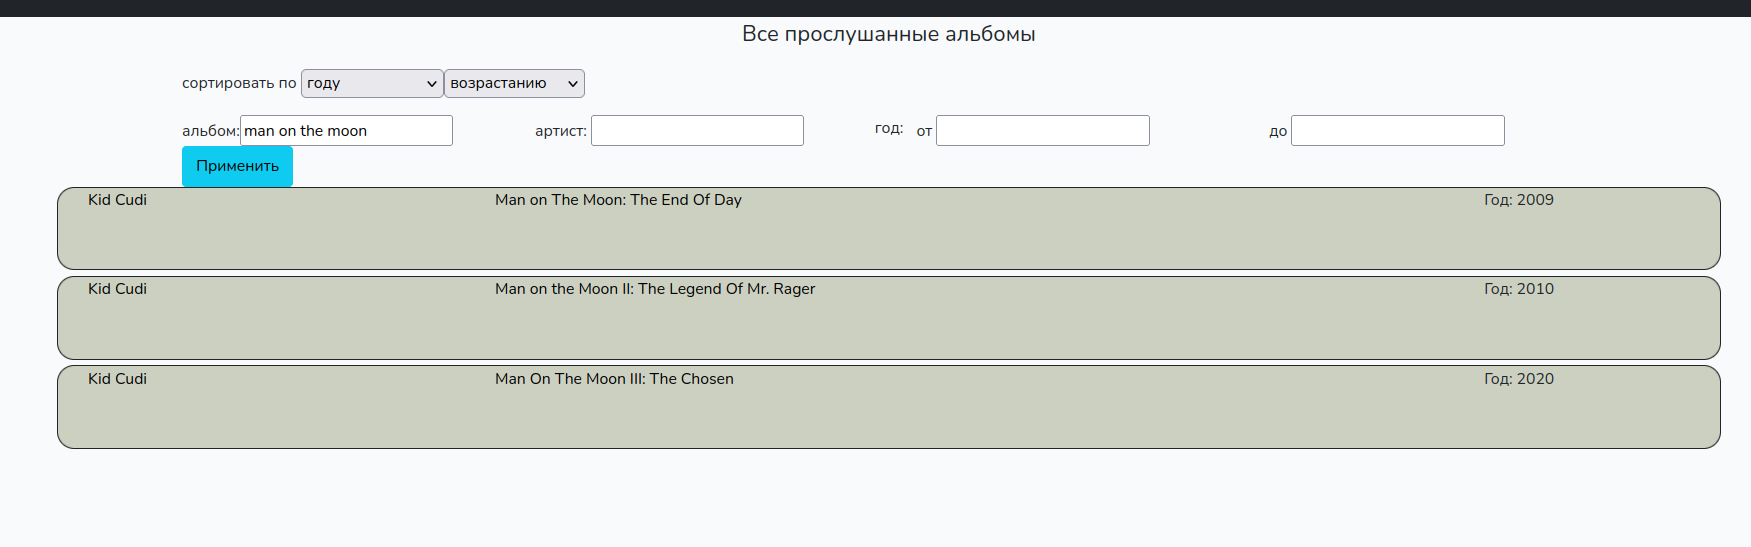 Все прослушанные альбомы
сортировать по году возрастанию
альбом: man on the moon артист: год: от до
Применить
Kid Cudi Man on The Moon: The End Of Day Год: 2009
Kid Cudi Man on the Moon II: The Legend Of Mr. Rager Год: 2010
Kid Cudi Man On The Moon III: The Chosen Год: 2020